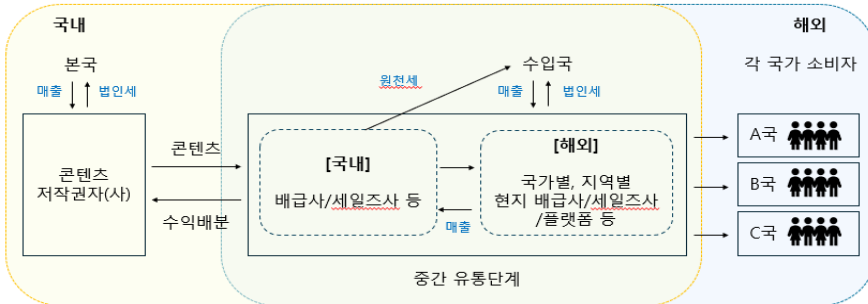 국내
해외
본국
수입국
각 국가 소비자
원천세
매출
법인세
매출
법인세
콘텐츠
저작권자(사)
콘텐츠
수익배분
[국내]
배급사/세일즈사 등
매출
[해외]
국가별, 지역별
현지 배급사/세일즈사
/플랫폼 등
A국
B국
C국
중간 유통단계